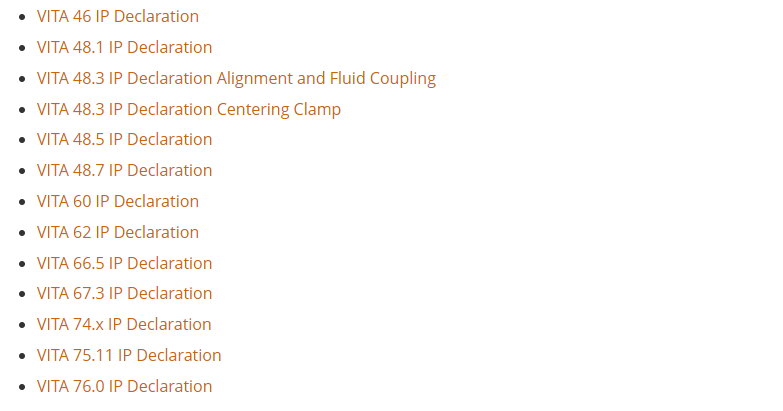 VITA 46 IP Declaration
VITA 48.1 IP Declaration
VITA 48.3 IP Declaration Alignment and Fluid Coupling
VITA 48.3 IP Declaration Centering Clamp
VITA 48.5 IP Declaration
VITA 48.7 IP Declaration
VITA 60 IP Declaration
VITA 62 IP Declaration
VITA 66.5 IP Declaration
VITA 67.3 IP Declaration
VITA 74.x IP Declaration
VITA 75.11 IP Declaration
VITA 76.0 IP Declaration